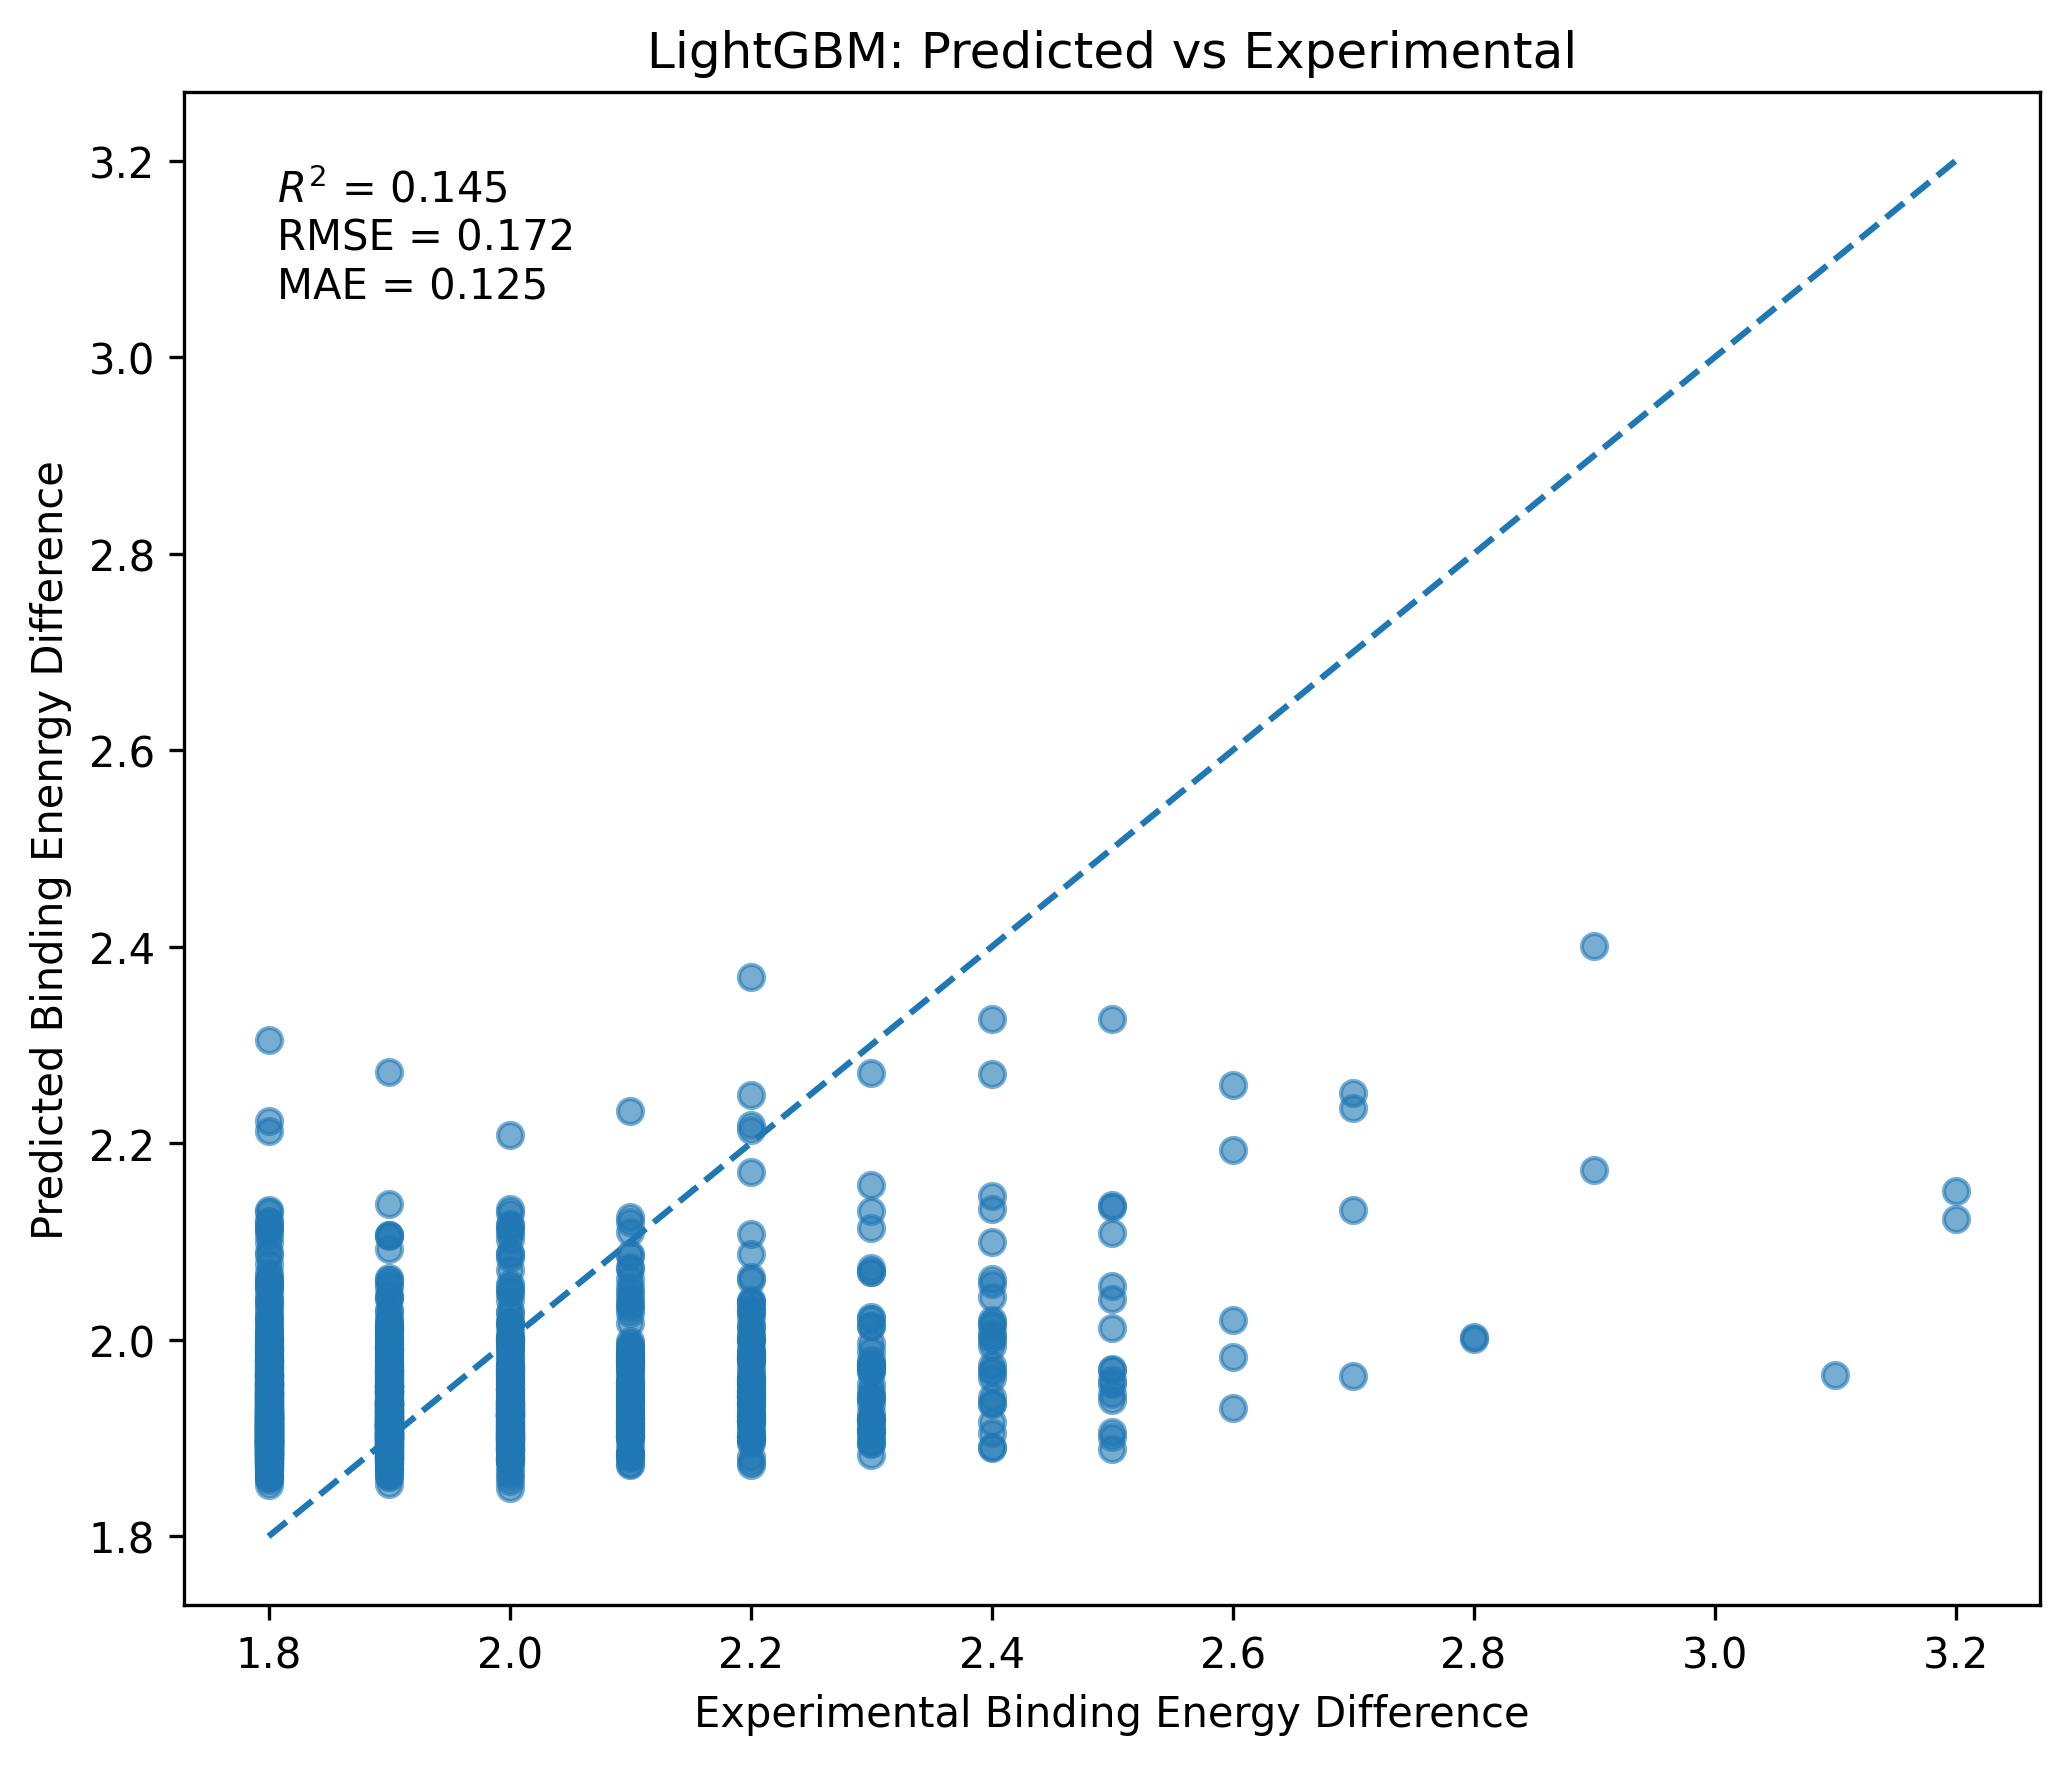 LightGBM: Predicted vs Experimental
R² = 0.145
RMSE = 0.172
MAE = 0.125
3.2
3.0
2.8
2.6
2.4
2.2
2.0
1.8
Predicted Binding Enenrgy Difference
1.8 2.0 2.2 2.4 2.6 2.8 3.0 3.2
Experimental Binding Energy Difference